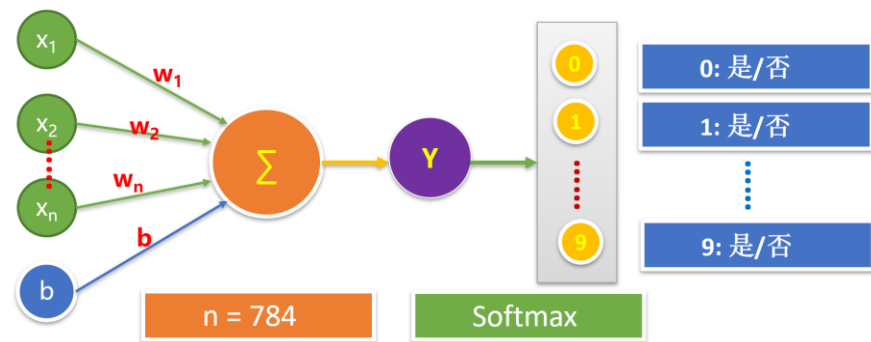 x1
w1
x2
w2
xn
wn
b
b
∑
Y
0
1
9
0: 是/否
1: 是/否
9: 是/否
n = 784
Softmax